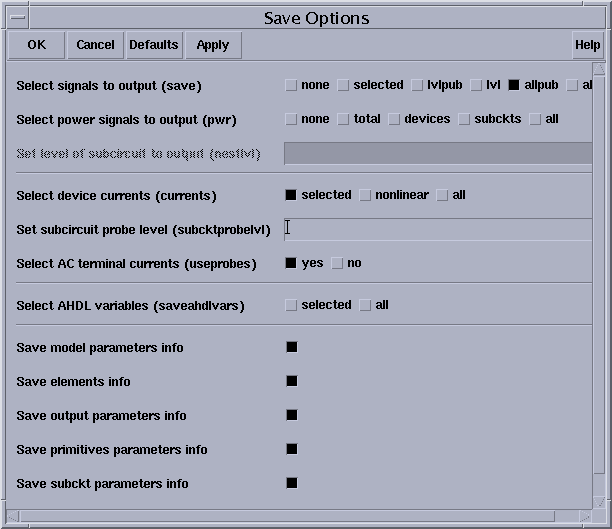 Save Options
OK Cancel Defaults Apply Help
Select signals to output (save) none selected lvlpub lvl allpub
Select power signals to output (pwr) none total devices subckts all
Set level of subcircuit to output (nestlvl)
Select device currents (currents) selected nonlinear all
Set subcircuit probe level (subcktprobelvl)
Select AC terminal currents (useprobes) yes no
Select AHDL variables (saveahdlvars) selected all
Save model parameters info
Save elements info
Save output parameters info
Save primitives parameters info
Save subckt parameters info